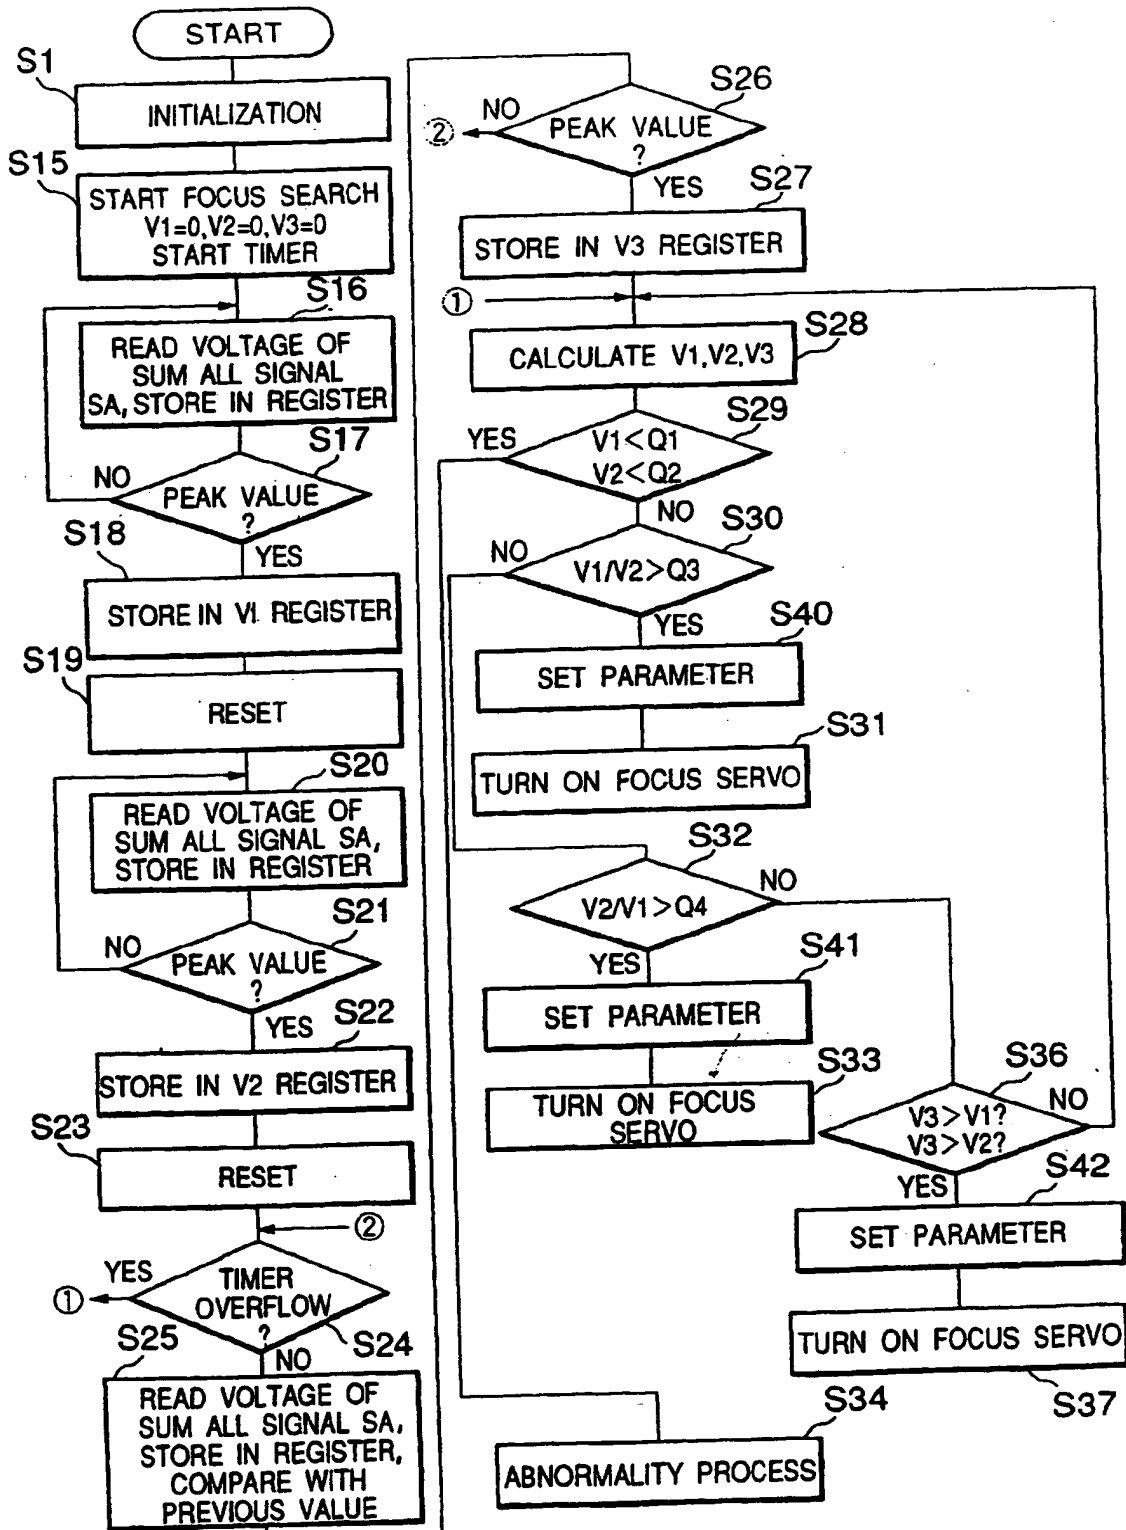 START
S1
INITIALIZATION
S15
START FOCUS SEARCH
V1=0,V2=0,V3=0
START TIMER
S16
READ VOLTAGE OF
SUM ALL SIGNAL
SA, STORE IN REGISTER
S17
NO
PEAK VALUE
?
S18
YES
STORE IN V1 REGISTER
S19
RESET
S20
READ VOLTAGE OF
SUM ALL SIGNAL SA,
STORE IN REGISTER
S21
NO
PEAK VALUE
?
YES
S22
STORE IN V2 REGISTER
S23
RESET
②
YES
TIMER
OVERFLOW
?
①
S24
S25
NO
READ VOLTAGE OF
SUM ALL SIGNAL SA,
STORE IN REGISTER,
COMPARE WITH
PREVIOUS VALUE
S26
NO
②
PEAK VALUE
?
YES
S27
STORE IN V3 REGISTER
①
S28
CALCULATE V1,V2,V3
S29
YES
V1<Q1
V2<Q2
NO
S30
NO
V1/V2>Q3
YES
S40
SET PARAMETER
S31
TURN ON FOCUS SERVO
S32
NO
V2/V1>Q4
YES
S41
SET PARAMETER
S33
TURN ON FOCUS
SERVO
S36
NO
V3>V1?
V3>V2?
YES
S42
SET PARAMETER
TURN ON FOCUS SERVO
S37
S34
ABNORMALITY PROCESS